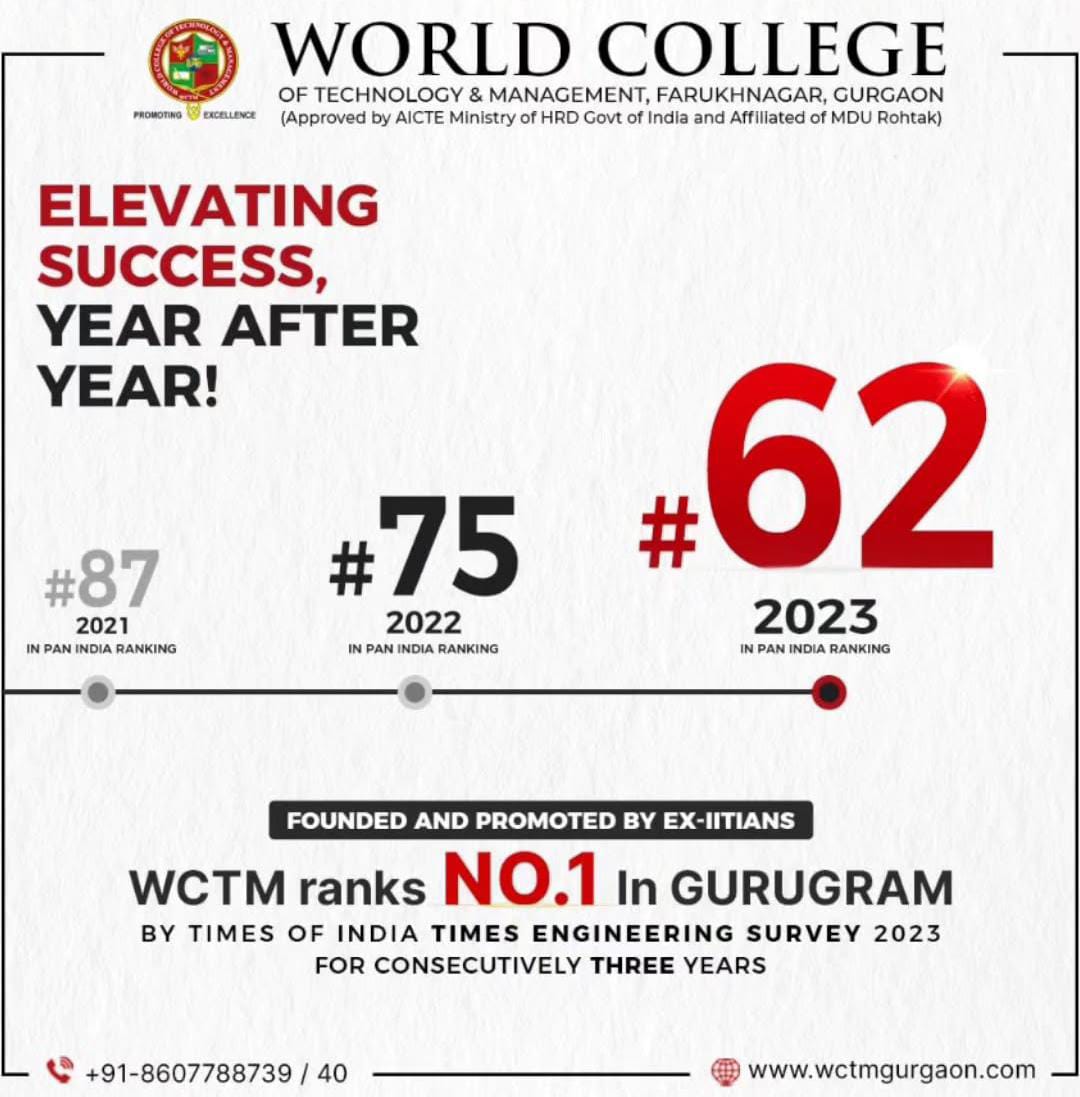 WORLD COLLEGE
OF TECHNOLOGY & MANAGEMENT, FARUKHNAGAR, GURGAON
(Approved by AICTE Ministry of HRD Govt of India and Affiliated of MDU Rohtak)
PROMOTING EXCELLENCE
ELEVATING
SUCCESS,
YEAR AFTER
YEAR!
#87
2021
IN PAN INDIA RANKING
#75
2022
IN PAN INDIA RANKING
#62
2023
IN PAN INDIA RANKING
FOUNDED AND PROMOTED BY EX-IITIANS
WCTM ranks NO.1 In GURUGRAM
BY TIMES OF INDIA TIMES ENGINEERING SURVEY 2023
FOR CONSECUTIVELY THREE YEARS
+91-8607788739 / 40
www.wctmgurgaon.com